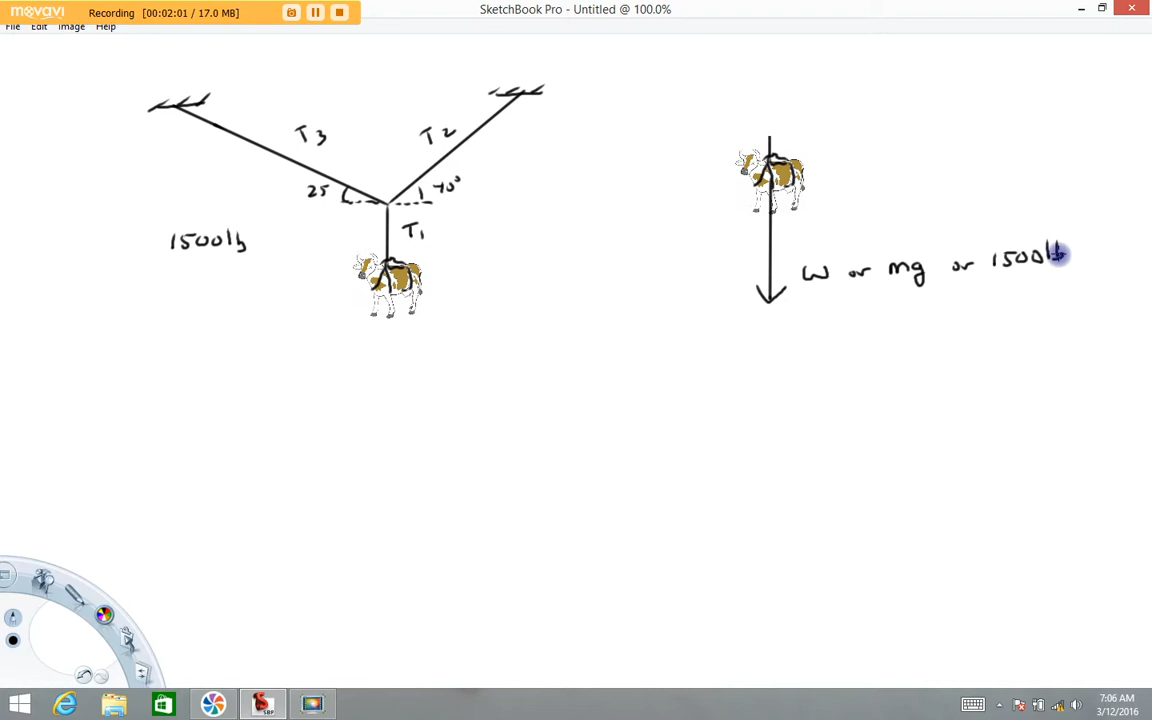 movavi Recording [00:02:01 / 17.0 MB]
SketchBook Pro - Untitled @ 100.0%
File Edit Image Help
T3
T2
25
40°
T1
1500lb
W or mg or 1500lb
SBP
7:06 AM
3/12/2016